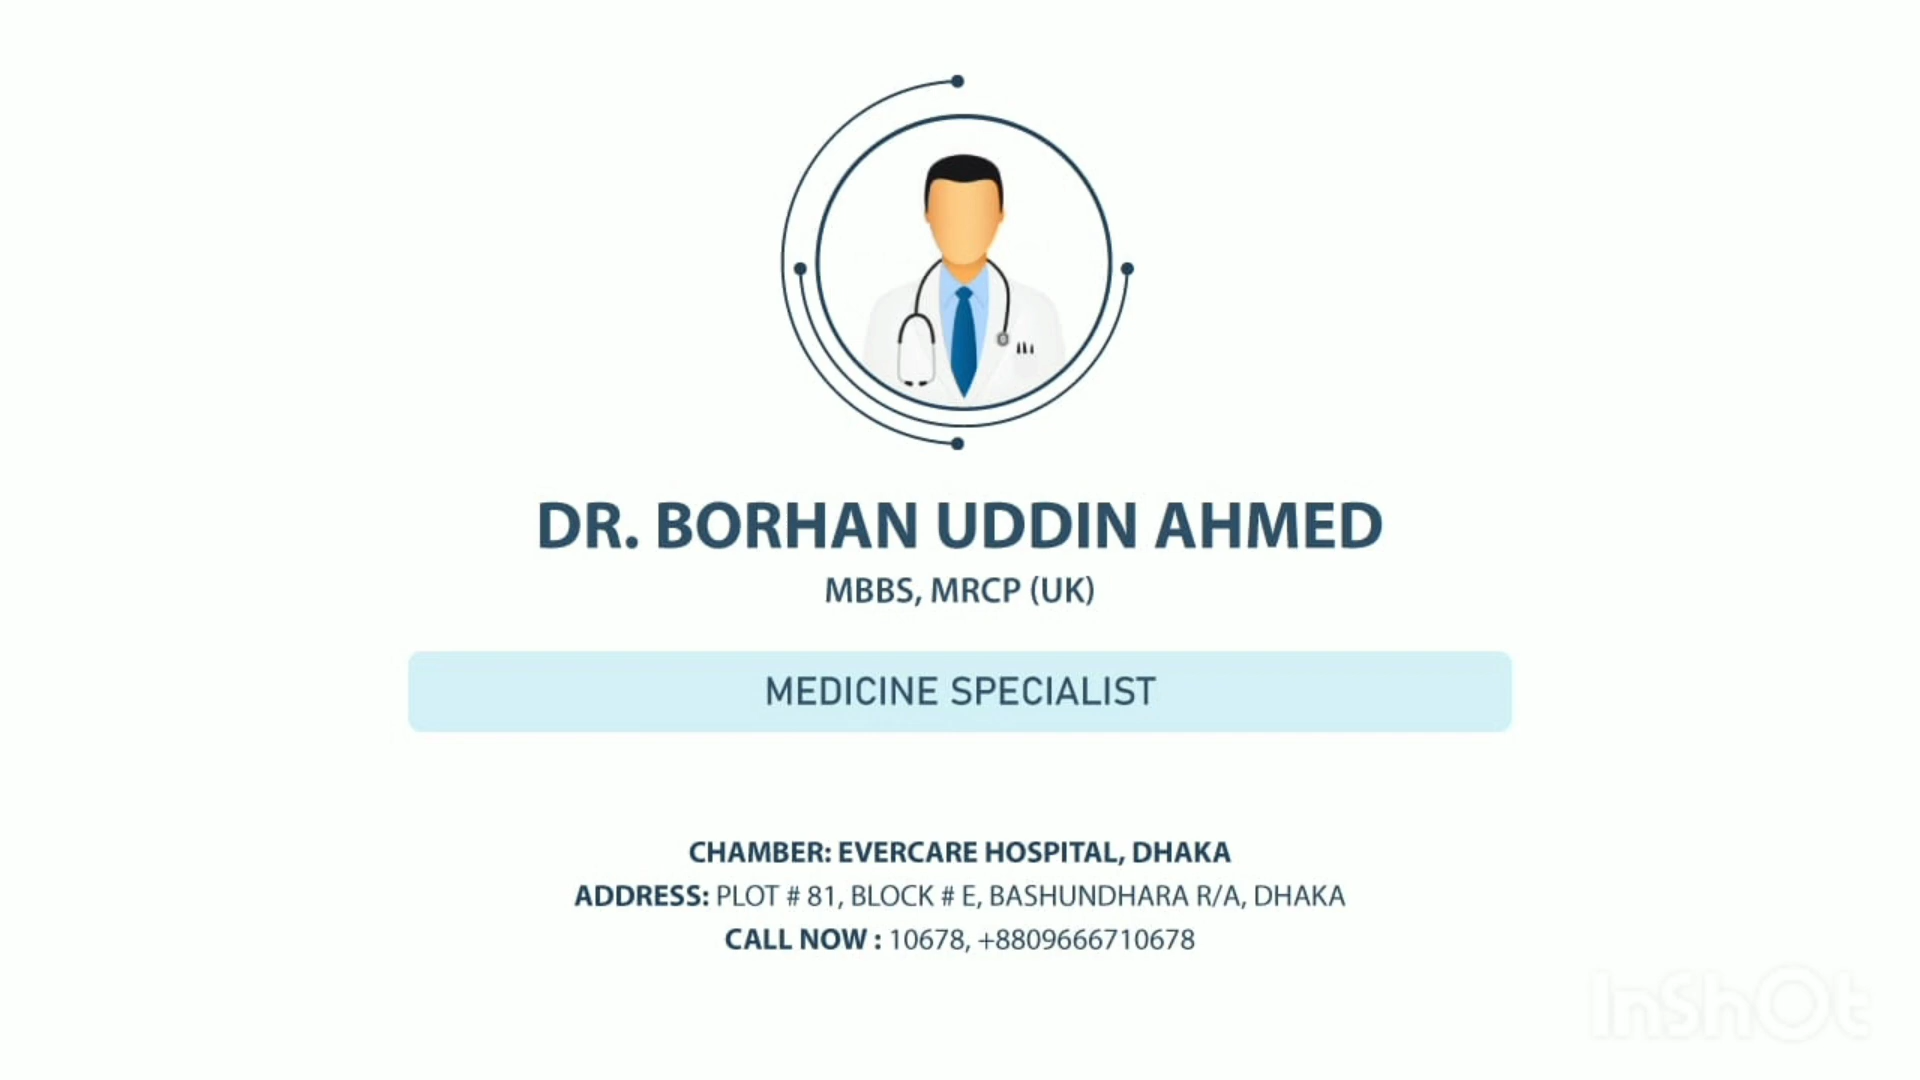 DR. BORHAN UDDIN AHMED
MBBS, MRCP (UK)
MEDICINE SPECIALIST
CHAMBER: EVERCARE HOSPITAL, DHAKA
ADDRESS: PLOT # 81, BLOCK # E, BASHUNDHARA R/A, DHAKA
CALL NOW : 10678, +8809666710678
InShOt